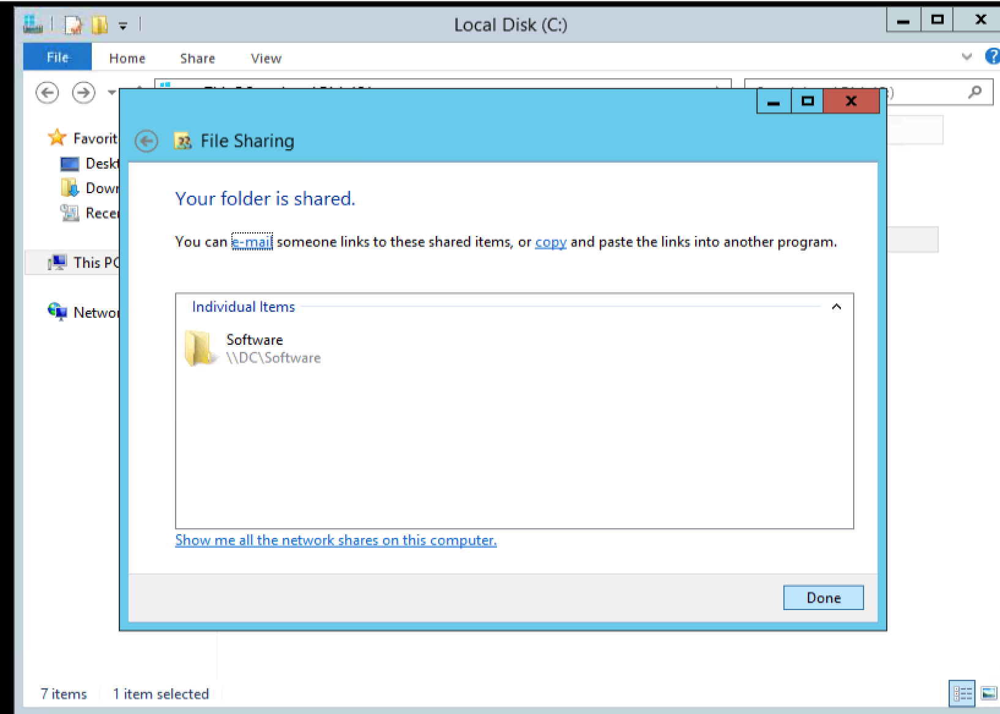 Local Disk (C:)
File
Home
Share
View
Favorit
Deskt
Down
Recei
This PC
Networ
File Sharing
Your folder is shared.
You can e-mail someone links to these shared items, or copy and paste the links into another program.
Individual Items
Software
\\DC\Software
Show me all the network shares on this computer.
Done
7 items
1 item selected